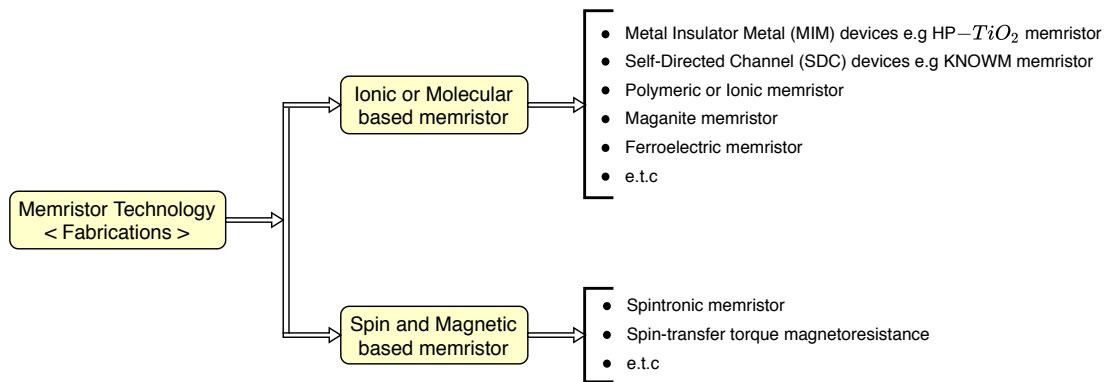 Metal Insulator Metal (MIM) devices e.g HP−TiO₂ memristor
Self-Directed Channel (SDC) devices e.g KNOWM memristor
Ionic or Molecular
based memristor
Polymeric or Ionic memristor
Maganite memristor
Ferroelectric memristor
e.t.c
Memristor Technology
< Fabrications >
Spin and Magnetic
based memristor
Spintronic memristor
Spin-transfer torque magnetoresistance
e.t.c